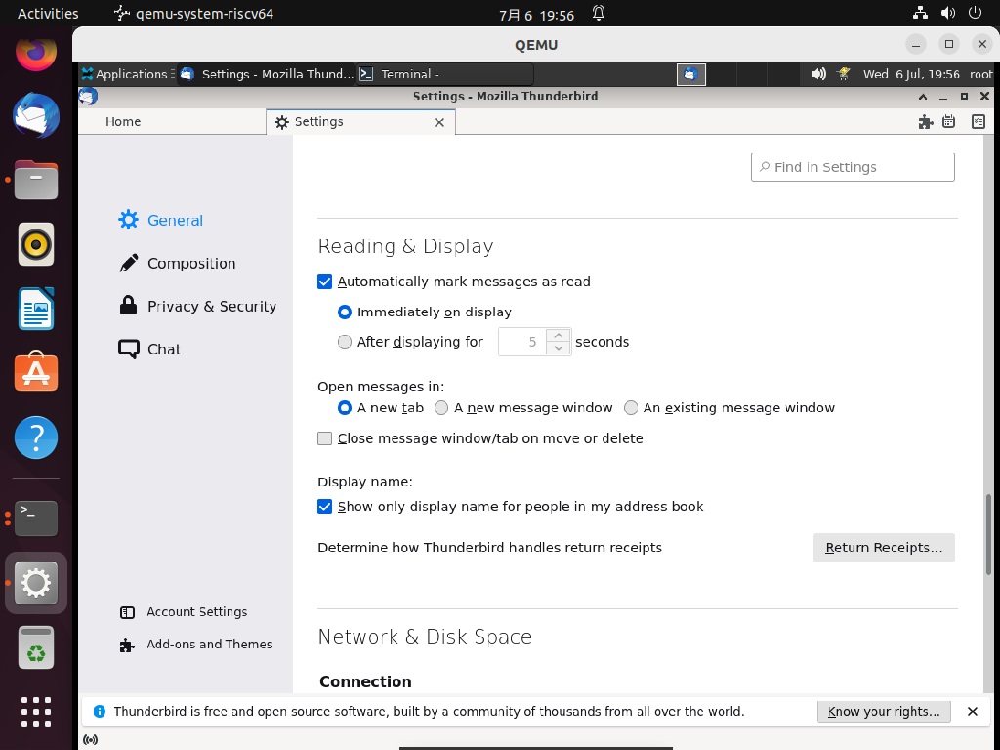 Activities
qemu-system-riscv64
7月 6 19:56
QEMU
Applications
Settings - Mozilla Thund...
Terminal -
Wed 6 Jul, 19:56
root
Settings - Mozilla Thunderbird
Home
Settings
Find in Settings
General
Composition
Privacy & Security
Chat
Account Settings
Add-ons and Themes
Reading & Display
Automatically mark messages as read
Immediately on display
After displaying for 5 seconds
Open messages in:
A new tab A new message window An existing message window
Close message window/tab on move or delete
Display name:
Show only display name for people in my address book
Determine how Thunderbird handles return receipts Return Receipts...
Network & Disk Space
Connection
Thunderbird is free and open source software, built by a community of thousands from all over the world. Know your rights...